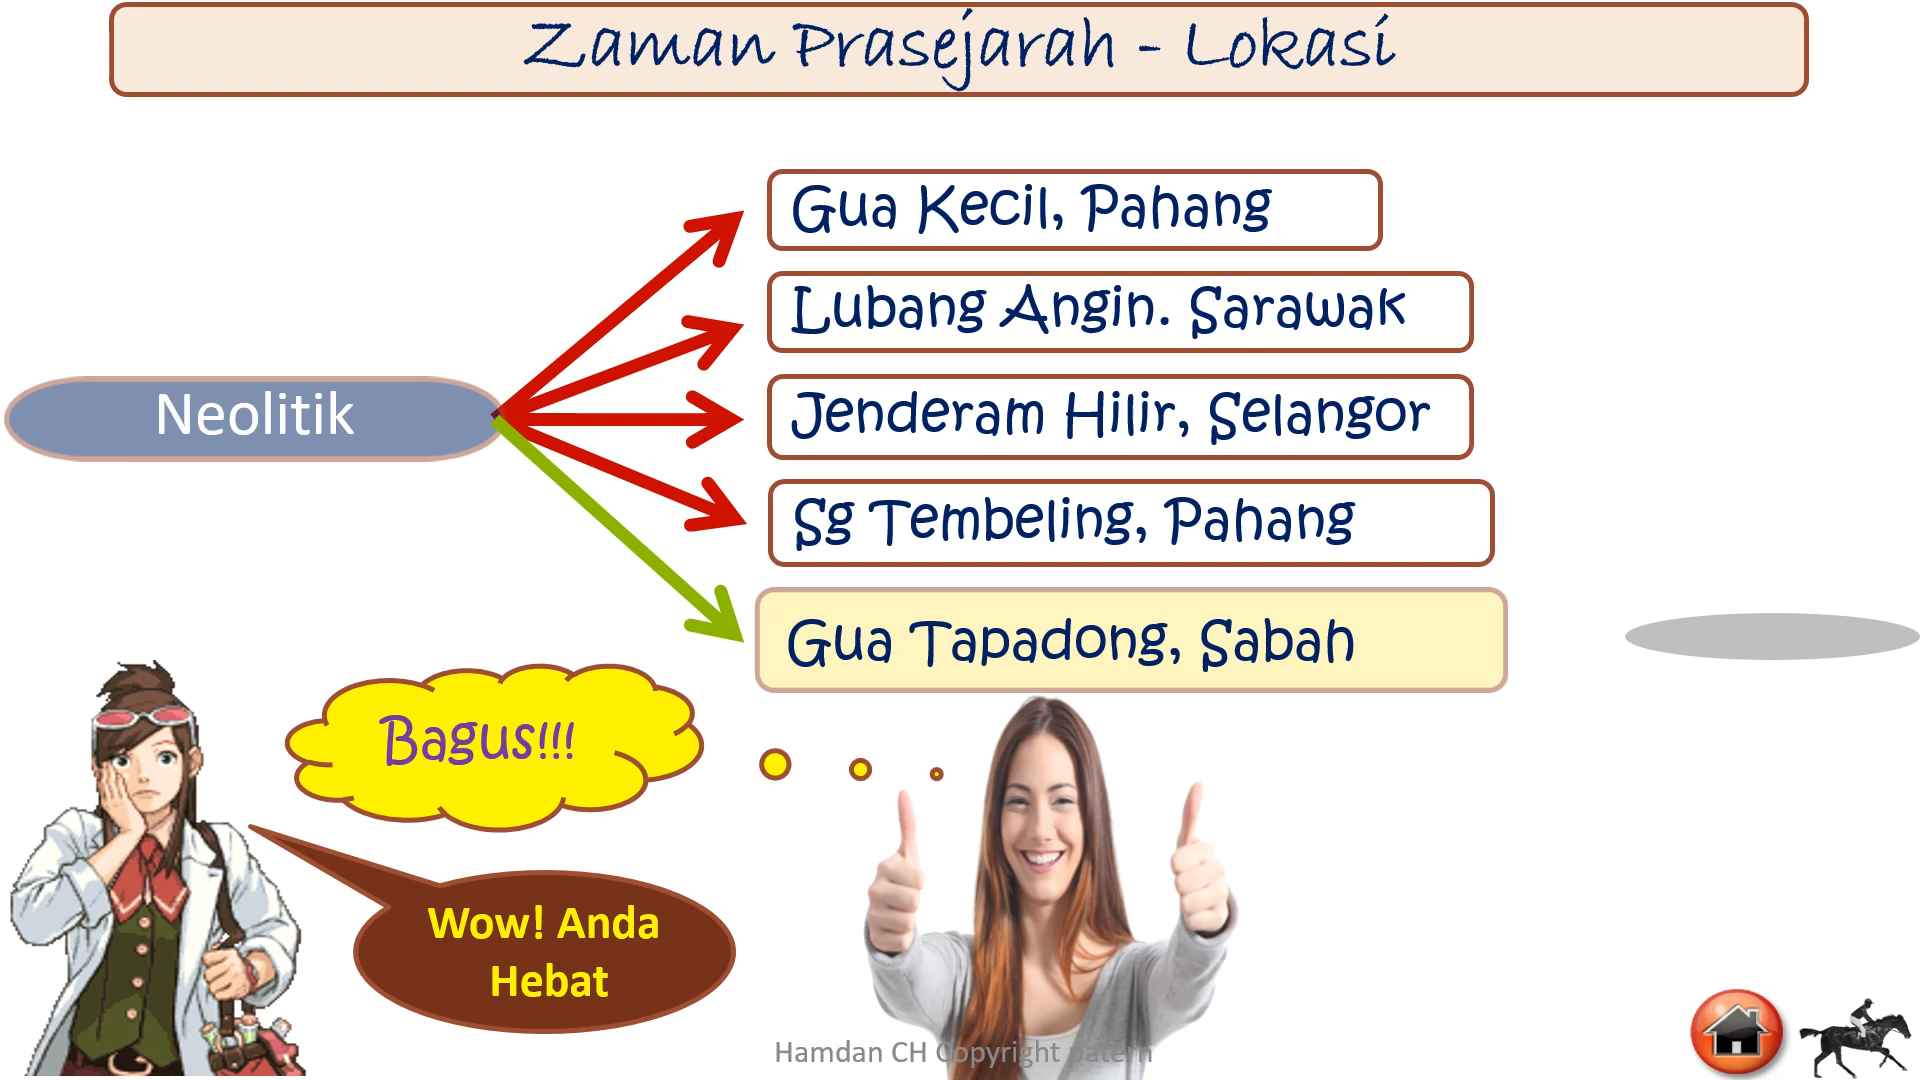 Zaman Prasejarah - Lokasi
Gua Kecil, Pahang
Lubang Angin. Sarawak
Neolitik
Jenderam Hilir, Selangor
Sg Tembeling, Pahang
Gua Tapadong, Sabah
Bagus!!!
Wow! Anda
Hebat
Hamdan CH Copyright patern